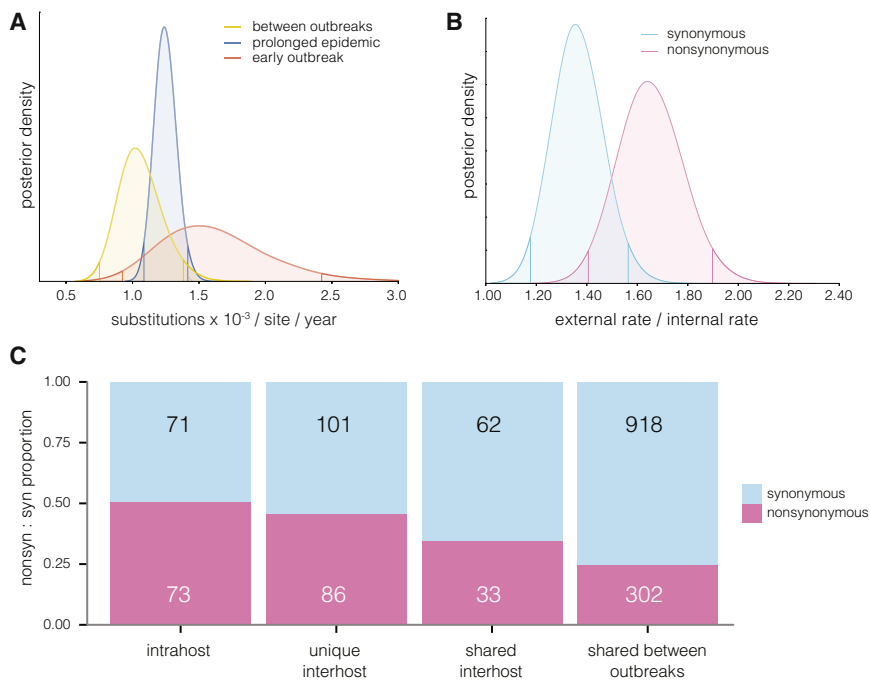 A
between outbreaks
prolonged epidemic
early outbreak
posterior density
0.5 1.0 1.5 2.0 2.5 3.0
substitutions x 10⁻³ / site / year
B
synonymous
nonsynonymous
posterior density
1.00 1.20 1.40 1.60 1.80 2.00 2.20 2.40
external rate / internal rate
C
nonsyn : syn proportion
1.00
0.75
0.50
0.25
0.00
71 101 62 918
73 86 33 302
synonymous
nonsynonymous
intrahost unique shared shared between
interhost interhost outbreaks